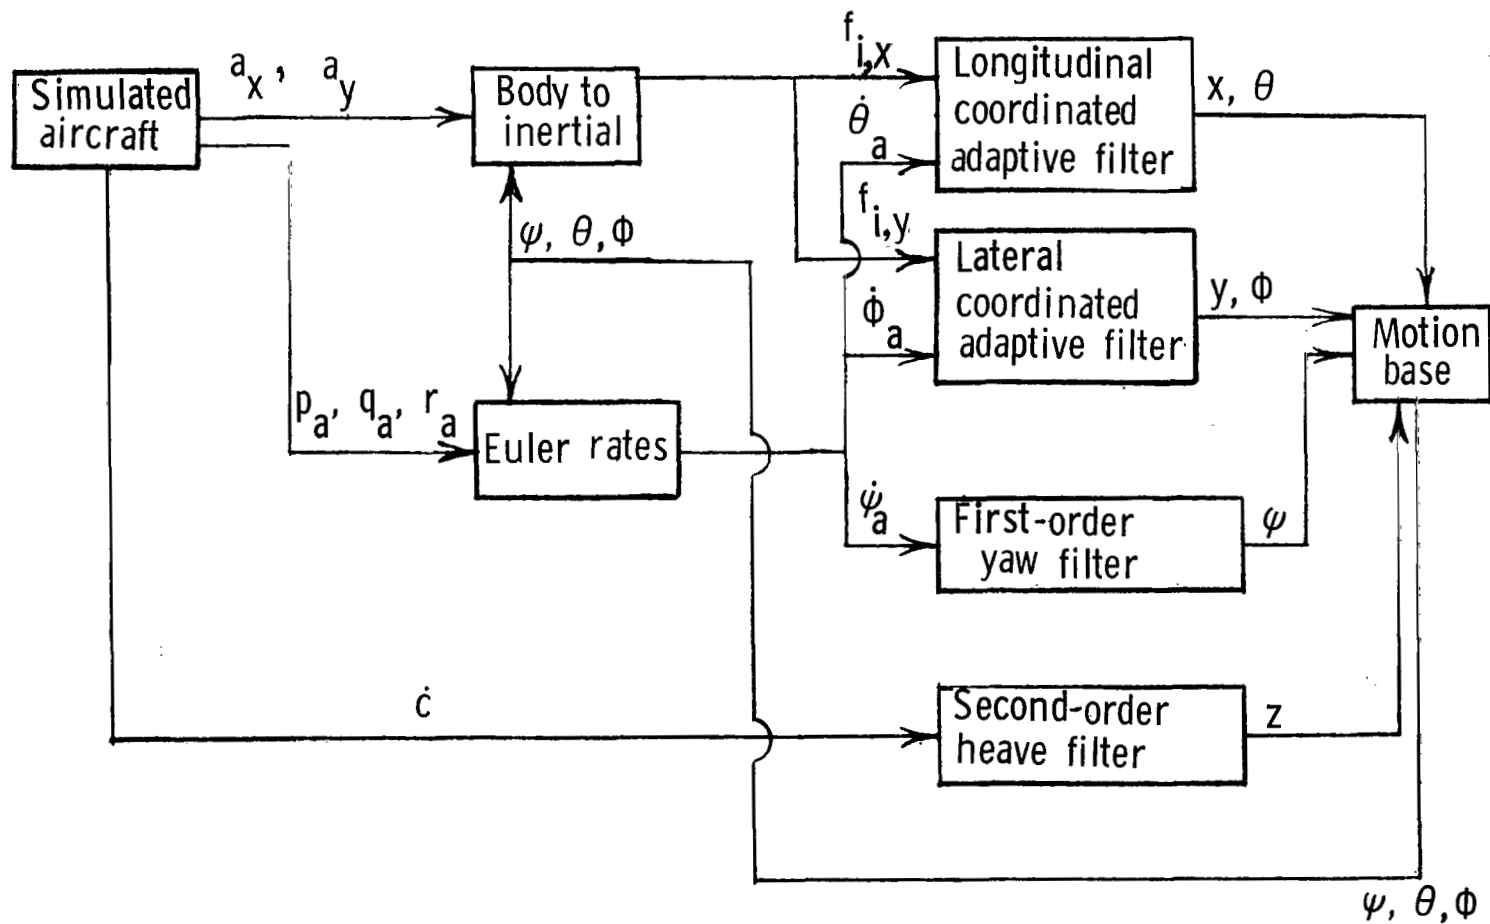 Simulated
aircraft
a_x, a_y
Body to
inertial
f_i,x
θ̇_a
Longitudinal
coordinated
adaptive filter
x, θ
ψ, θ, Φ
f_i,y
Φ̇_a
Lateral
coordinated
adaptive filter
y, Φ
Motion
base
p_a, q_a, r_a
Euler rates
ψ̇_a
First-order
yaw filter
ψ
ċ
Second-order
heave filter
z
ψ, θ, Φ